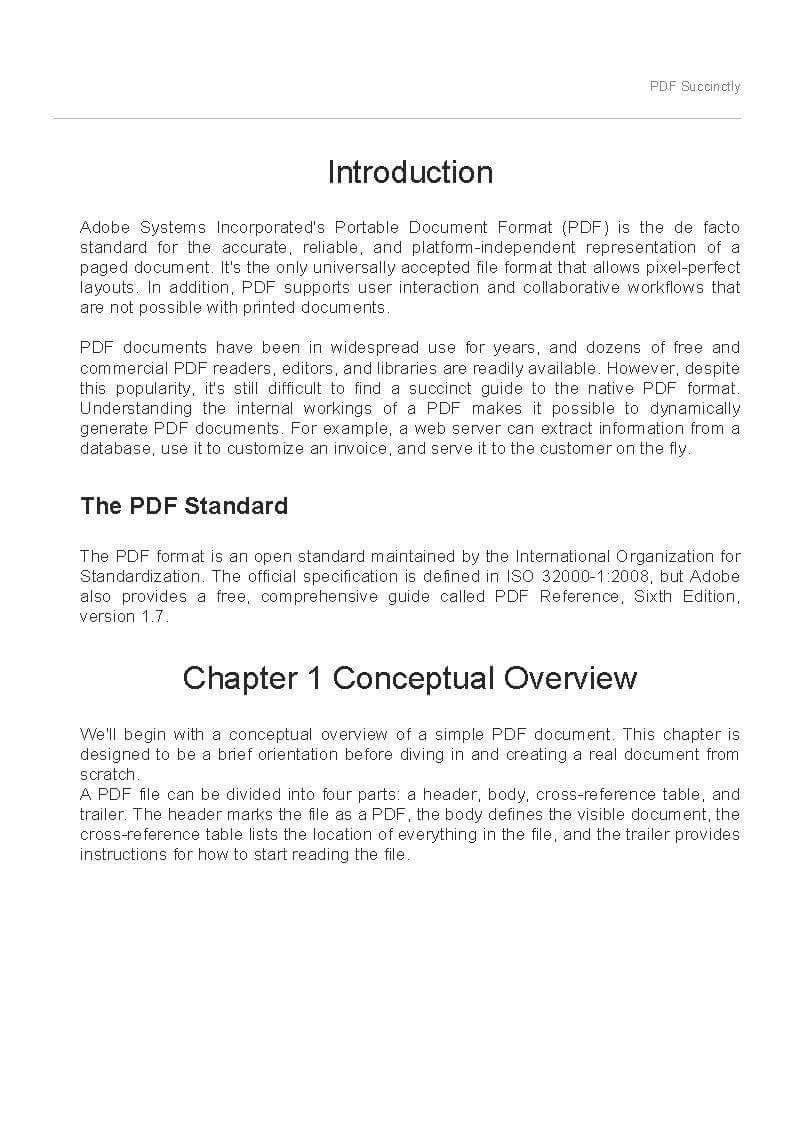 PDF Succinctly
Introduction
Adobe Systems Incorporated's Portable Document Format (PDF) is the de facto
standard for the accurate, reliable, and platform-independent representation of a
paged document. It's the only universally accepted file format that allows pixel-perfect
layouts. In addition, PDF supports user interaction and collaborative workflows that
are not possible with printed documents.
PDF documents have been in widespread use for years, and dozens of free and
commercial PDF readers, editors, and libraries are readily available. However, despite
this popularity, it's still difficult to find a succinct guide to the native PDF format.
Understanding the internal workings of a PDF makes it possible to dynamically
generate PDF documents. For example, a web server can extract information from a
database, use it to customize an invoice, and serve it to the customer on the fly.
The PDF Standard
The PDF format is an open standard maintained by the International Organization for
Standardization. The official specification is defined in ISO 32000-1:2008, but Adobe
also provides a free, comprehensive guide called PDF Reference, Sixth Edition,
version 1.7.
Chapter 1 Conceptual Overview
We'll begin with a conceptual overview of a simple PDF document. This chapter is
designed to be a brief orientation before diving in and creating a real document from
scratch.
A PDF file can be divided into four parts: a header, body, cross-reference table, and
trailer. The header marks the file as a PDF, the body defines the visible document, the
cross-reference table lists the location of everything in the file, and the trailer provides
instructions for how to start reading the file.